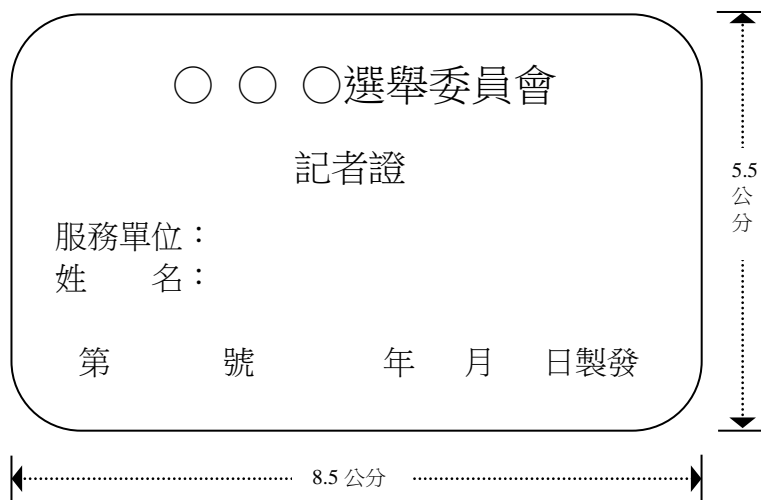 ○ ○ ○選舉委員會
記者證
服務單位：
姓　　名：
第　　　號　　　　年　月　日製發
5.5
公
分
8.5 公分